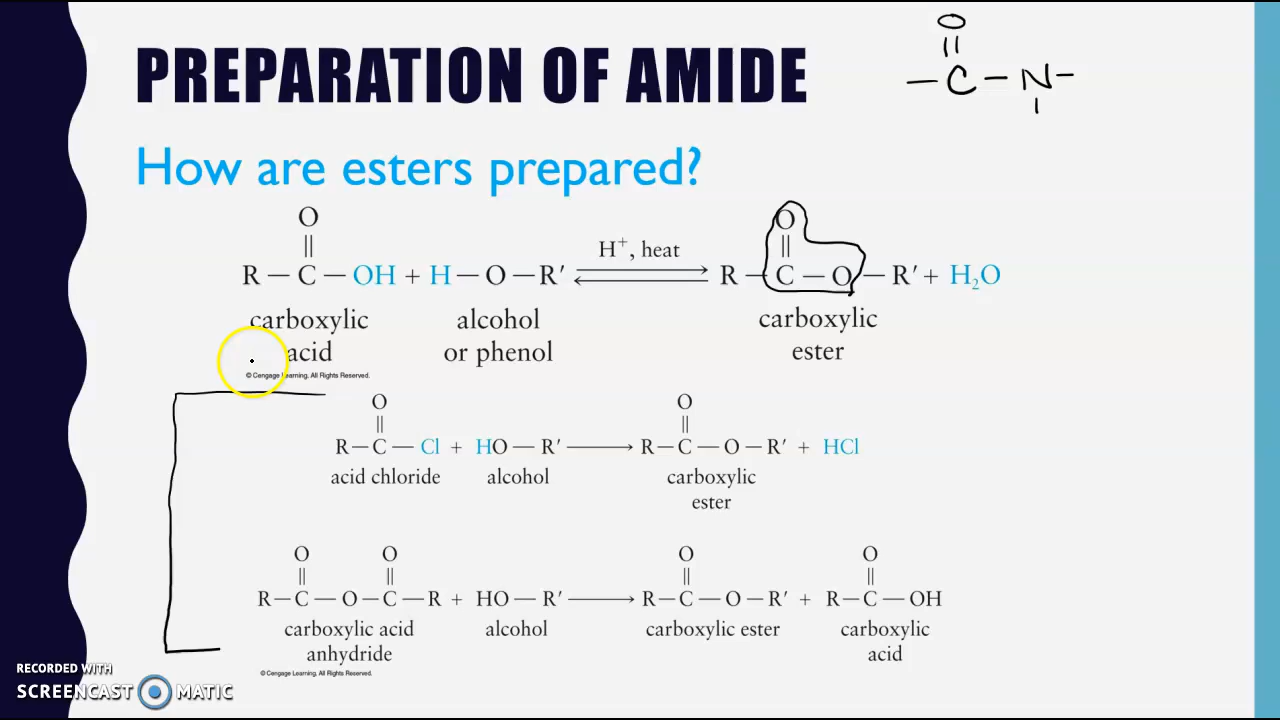 PREPARATION OF AMIDE
O
||
— C — N —
|
How are esters prepared?
O
||
R — C — OH + H — O — R′ ⇌ R — C — O — R′ + H₂O
H⁺, heat
O
||
carboxylic acid
alcohol or phenol
carboxylic ester
© Cengage Learning. All Rights Reserved.
O
||
O
||
R — C — Cl + HO — R′ ⟶ R — C — O — R′ + HCl
acid chloride
alcohol
carboxylic ester
O
||
O
||
O
||
O
||
R — C — O — C — R + HO — R′ ⟶ R — C — O — R′ + R — C — OH
carboxylic acid anhydride
alcohol
carboxylic ester
carboxylic acid
© Cengage Learning. All Rights Reserved.
RECORDED WITH
SCREENCAST MATIC